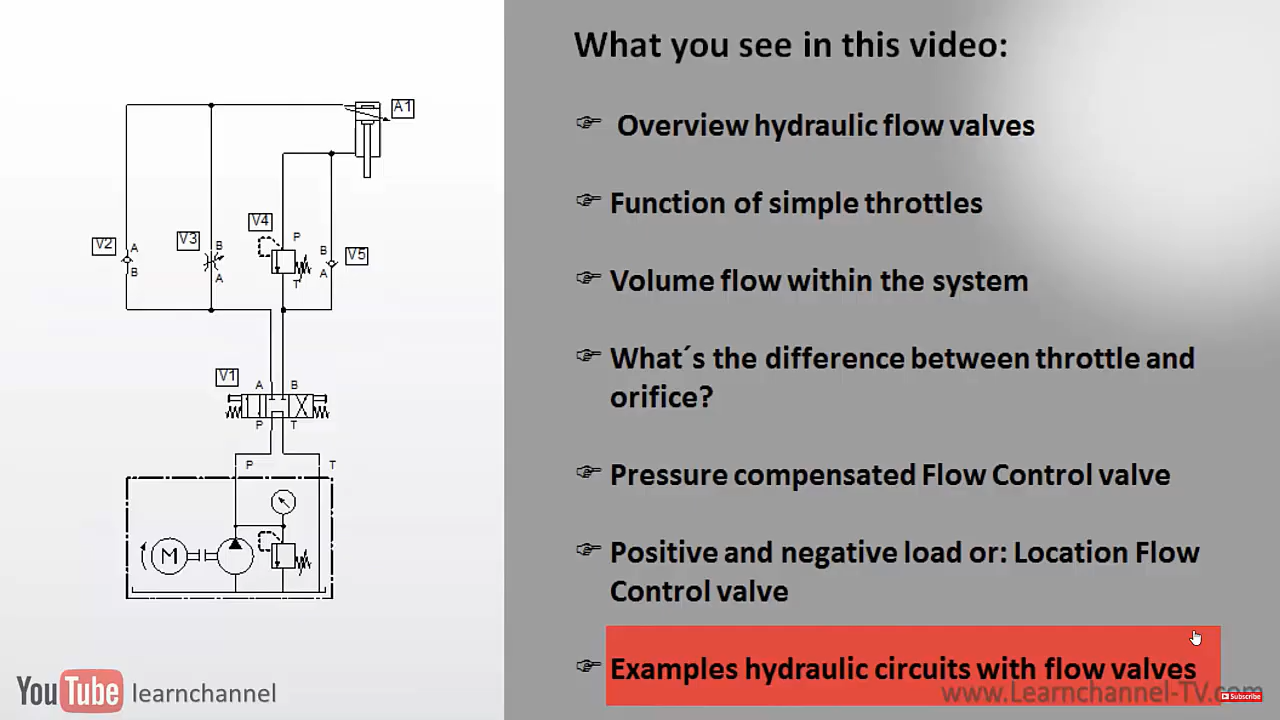 What you see in this video:
Overview hydraulic flow valves
Function of simple throttles
Volume flow within the system
What´s the difference between throttle and
orifice?
Pressure compensated Flow Control valve
Positive and negative load or: Location Flow
Control valve
Examples hydraulic circuits with flow valves
A1
V4
V3
B
P
V2
A
V5
B
B
A
A
T
V1
A
B
P
T
P
T
M
YouTube learnchannel
www.Learnchannel-TV.com
Subscribe